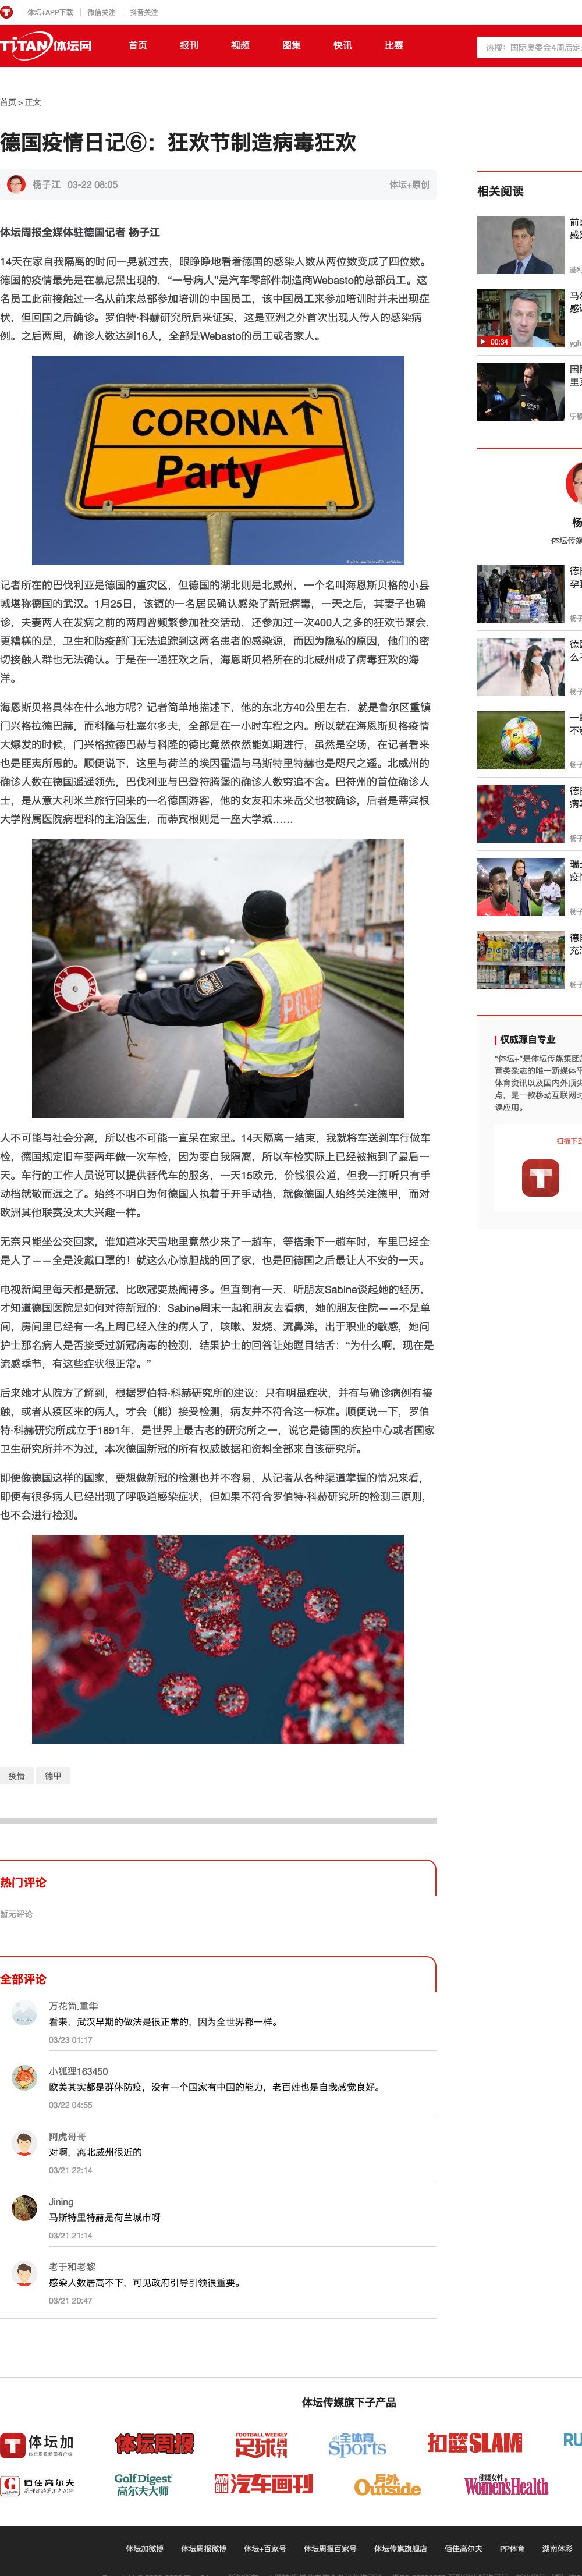 体坛+APP下载
微信关注
抖音关注
TiTAN体坛网
首页
报刊
视频
图集
快讯
比赛
热搜：国际奥委会4周后定
首页 > 正文
德国疫情日记⑥：狂欢节制造病毒狂欢
杨子江 03-22 08:05
体坛+原创
体坛周报全媒体驻德国记者 杨子江
14天在家自我隔离的时间一晃就过去，眼睁睁地看着德国的感染人数从两位数变成了四位数。
德国的疫情最先是在慕尼黑出现的，“一号病人”是汽车零部件制造商Webasto的总部员工。这
名员工此前接触过一名从前来总部参加培训的中国员工，该中国员工来参加培训时并未出现症
状，但回国之后确诊。罗伯特·科赫研究所后来证实，这是亚洲之外首次出现人传人的感染病
例。之后两周，确诊人数达到16人，全部是Webasto的员工或者家人。
CORONA
Party
记者所在的巴伐利亚是德国的重灾区，但德国的湖北则是北威州，一个名叫海恩斯贝格的小县
城堪称德国的武汉。1月25日，该镇的一名居民确认感染了新冠病毒，一天之后，其妻子也确
诊，夫妻两人在发病之前的两周曾频繁参加社交活动，还参加过一次400人之多的狂欢节聚会，
更糟糕的是，卫生和防疫部门无法追踪到这两名患者的感染源，而因为隐私的原因，他们的密
切接触人群也无法确认。于是在一通狂欢之后，海恩斯贝格所在的北威州成了病毒狂欢的海
洋。
海恩斯贝格具体在什么地方呢？记者简单地描述下，他的东北方40公里左右，就是鲁尔区重镇
门兴格拉德巴赫，而科隆与杜塞尔多夫，全部是在一小时车程之内。所以就在海恩斯贝格疫情
大爆发的时候，门兴格拉德巴赫与科隆的德比竟然依然能如期进行，虽然是空场，在记者看来
也是匪夷所思的。顺便说下，这里与荷兰的埃因霍温与马斯特里赫特也是咫尺之遥。北威州的
确诊人数在德国遥遥领先，巴伐利亚与巴登符腾堡的确诊人数穷追不舍。巴符州的首位确诊人
士，是从意大利米兰旅行回来的一名德国游客，他的女友和未来岳父也被确诊，后者是蒂宾根
大学附属医院病理科的主治医生，而蒂宾根则是一座大学城……
POLIZEI
人不可能与社会分离，所以也不可能一直呆在家里。14天隔离一结束，我就将车送到车行做车
检，德国规定旧车要两年做一次车检，因为要自我隔离，所以车检实际上已经被拖到了最后一
天。车行的工作人员说可以提供替代车的服务，一天15欧元，价钱很公道，但我一打听只有手
动档就敬而远之了。始终不明白为何德国人执着于开手动档，就像德国人始终关注德甲，而对
欧洲其他联赛没太大兴趣一样。
无奈只能坐公交回家，谁知道冰天雪地里竟然少来了一趟车，等搭乘下一趟车时，车里已经全
是人了——全是没戴口罩的！就这么心惊胆战的回了家，也是回德国之后最让人不安的一天。
电视新闻里每天都是新冠，比欧冠要热闹得多。但直到有一天，听朋友Sabine谈起她的经历，
才知道德国医院是如何对待新冠的：Sabine周末一起和朋友去看病，她的朋友住院——不是单
间，房间里已经有一名上周已经入住的病人了，咳嗽、发烧、流鼻涕，出于职业的敏感，她问
护士那名病人是否接受过新冠病毒的检测，结果护士的回答让她瞠目结舌：“为什么啊，现在是
流感季节，有这些症状很正常。”
后来她才从院方了解到，根据罗伯特·科赫研究所的建议：只有明显症状，并有与确诊病例有接
触，或者从疫区来的病人，才会（能）接受检测，病友并不符合这一标准。顺便说一下，罗伯
特·科赫研究所成立于1891年，是世界上最古老的研究所之一，说它是德国的疾控中心或者国家
卫生研究所并不为过，本次德国新冠的所有权威数据和资料全部来自该研究所。
即便像德国这样的国家，要想做新冠的检测也并不容易，从记者从各种渠道掌握的情况来看，
即便有很多病人已经出现了呼吸道感染症状，但如果不符合罗伯特·科赫研究所的检测三原则，
也不会进行检测。
疫情
德甲
热门评论
暂无评论
全部评论
万花筒.重华
看来，武汉早期的做法是很正常的，因为全世界都一样。
03/23 01:17
小狐狸163450
欧美其实都是群体防疫，没有一个国家有中国的能力，老百姓也是自我感觉良好。
03/22 04:55
阿虎哥哥
对啊，离北威州很近的
03/21 22:14
Jining
马斯特里特赫是荷兰城市呀
03/21 21:14
老于和老黎
感染人数居高不下，可见政府引导引领很重要。
03/21 20:47
相关阅读
00:34
ygh
国际
体坛传媒
德国
一
不
瑞士
疫情
德国
权威源自专业
“体坛+”是体坛传媒集团
育类杂志的唯一新媒体平
体育资讯以及国内外顶尖
点，是一款移动互联网时
读应用。
扫描下载
体坛传媒旗下子产品
体坛加
体坛周报
FOOTBALL WEEKLY
足球周刊
全体育
Sports
扣篮SLAM
佰佳高尔夫
Golf Digest
高尔夫大师
汽车画刊
户外
Outside
健康女性
Women'sHealth
体坛加微博
体坛周报微博
体坛+百家号
体坛周报百家号
体坛传媒旗舰店
佰佳高尔夫
PP体育
湖南体彩